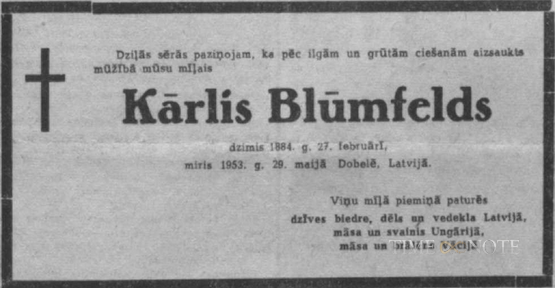 Dziļās sērās paziņojam, ka pēc ilgām un grūtām ciešanām aizsaukts
mūžībā mūsu mīļais
Kārlis Blūmfelds
dzimis 1884. g. 27. februārī,
miris 1953. g. 29. maijā Dobelē, Latvijā.
Viņu mīļā piemiņā paturēs
dzīves biedre, dēls un vedekla Latvijā,
māsa un svainis Ungārijā,
māsa un brālēns Vācijā